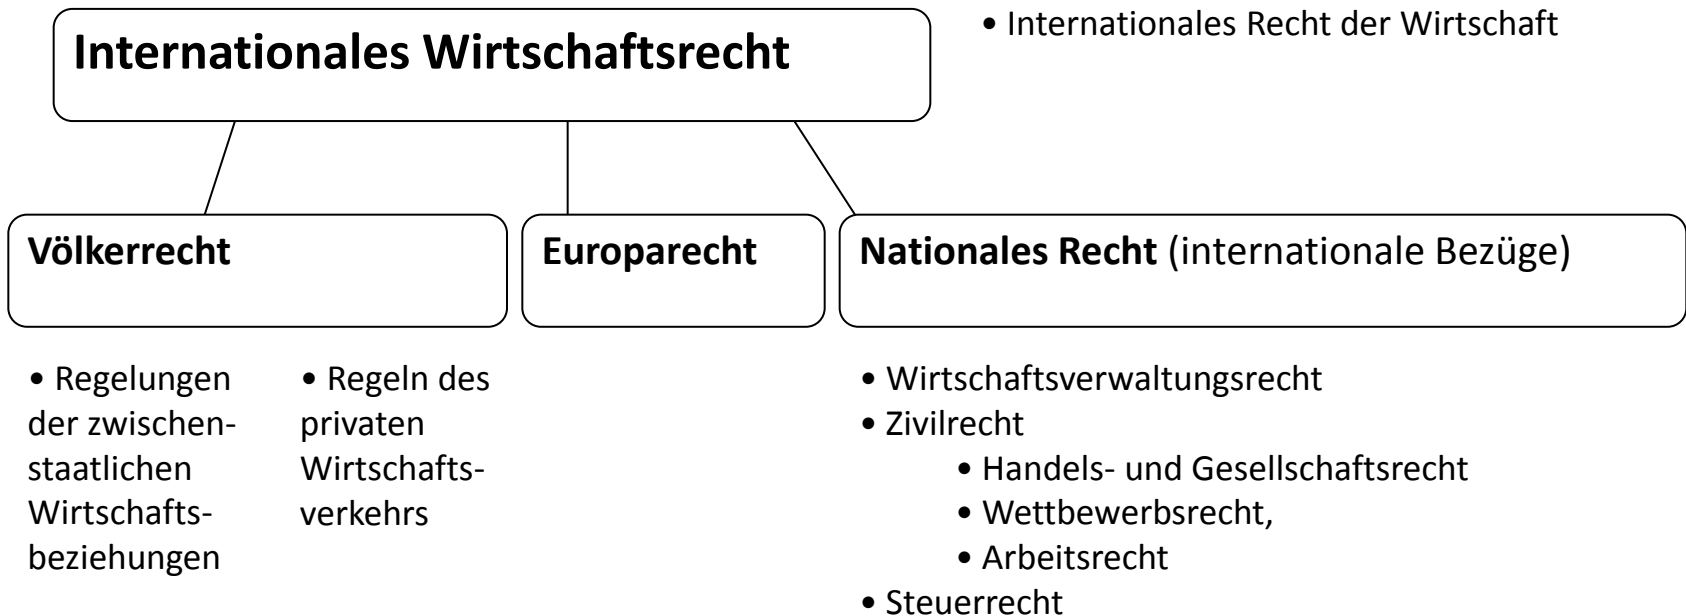 Internationales Wirtschaftsrecht
• Internationales Recht der Wirtschaft
Völkerrecht
Europarecht
Nationales Recht (internationale Bezüge)
• Regelungen
der zwischen-
staatlichen
Wirtschafts-
beziehungen
• Regeln des
privaten
Wirtschafts-
verkehrs
• Wirtschaftsverwaltungsrecht
• Zivilrecht
• Handels- und Gesellschaftsrecht
• Wettbewerbsrecht,
• Arbeitsrecht
• Steuerrecht